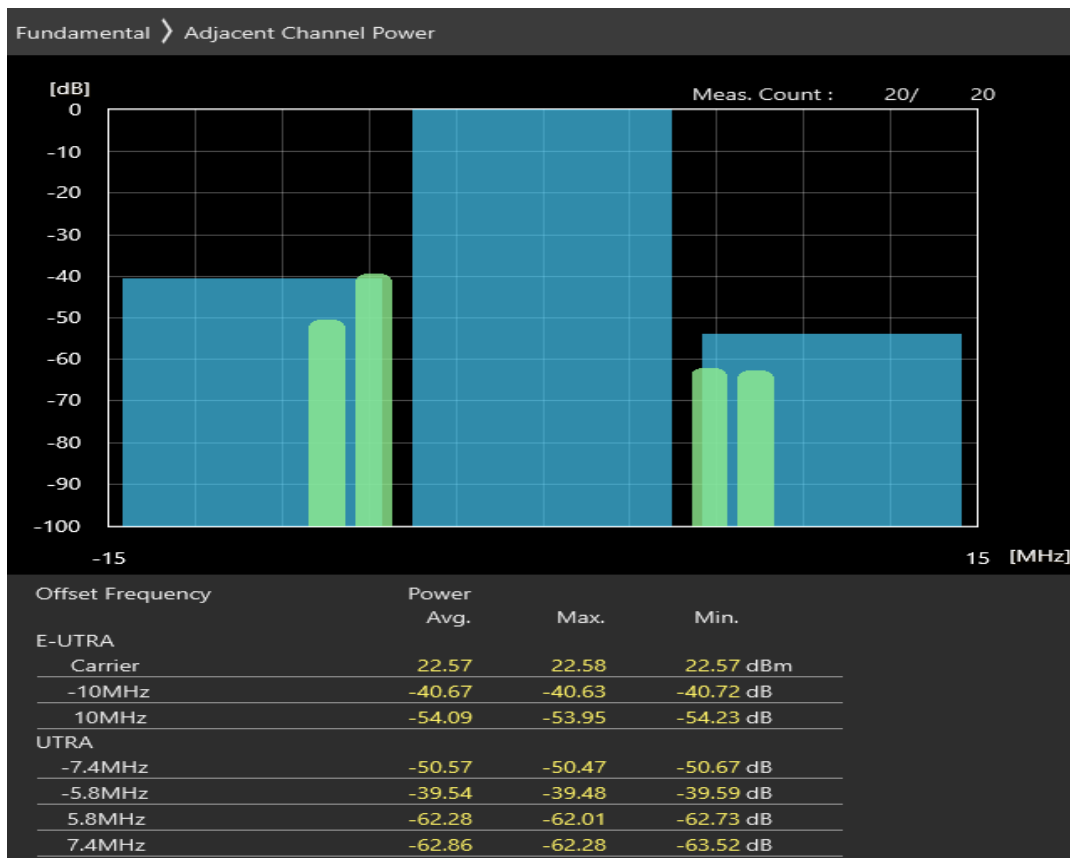 Fundamental 〉 Adjacent Channel Power
[dB]
Meas. Count : 20/ 20
0
-10
-20
-30
-40
-50
-60
-70
-80
-90
-100
-15 15 [MHz]
Offset Frequency Power
Avg. Max. Min.
E-UTRA
Carrier 22.57 22.58 22.57 dBm
-10MHz -40.67 -40.63 -40.72 dB
10MHz -54.09 -53.95 -54.23 dB
UTRA
-7.4MHz -50.57 -50.47 -50.67 dB
-5.8MHz -39.54 -39.48 -39.59 dB
5.8MHz -62.28 -62.01 -62.73 dB
7.4MHz -62.86 -62.28 -63.52 dB